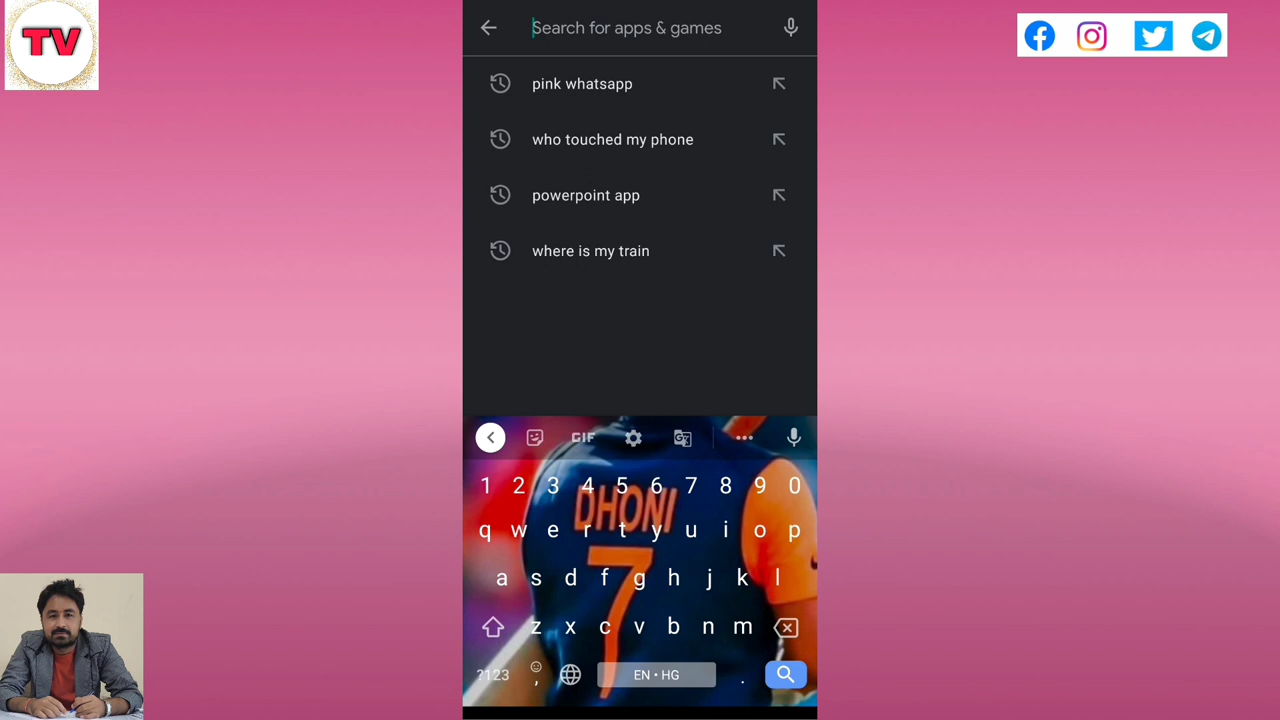 TV
Search for apps & games
pink whatsapp
who touched my phone
powerpoint app
where is my train
GIF
DHONI
7
1 2 3 4 5 6 7 8 9 0
q w e r t y u i o p
a s d f g h j k l
z x c v b n m
?123 , EN • HG .